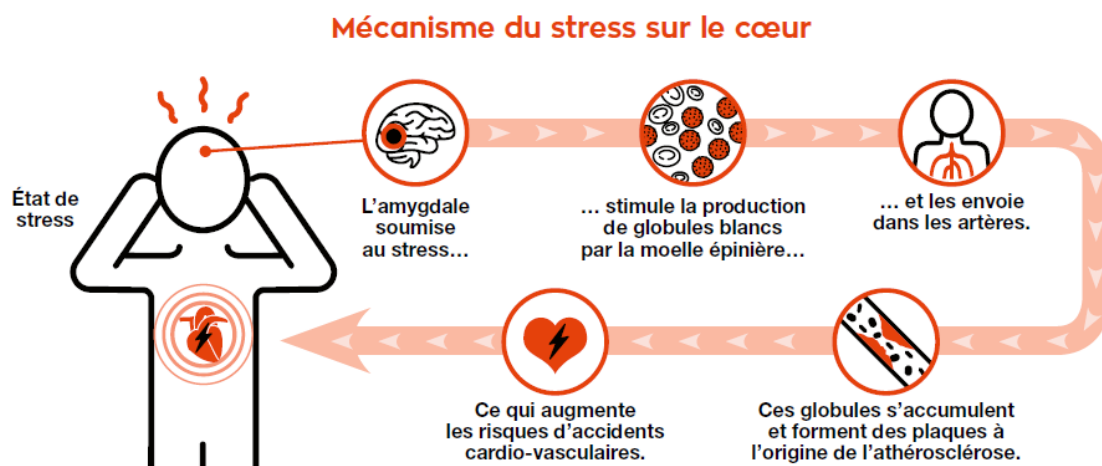 Mécanisme du stress sur le cœur
État de
stress
L’amygdale
soumise
au stress…
… stimule la production
de globules blancs
par la moelle épinière…
… et les envoie
dans les artères.
Ces globules s’accumulent
et forment des plaques à
l’origine de l’athérosclérose.
Ce qui augmente
les risques d’accidents
cardio-vasculaires.